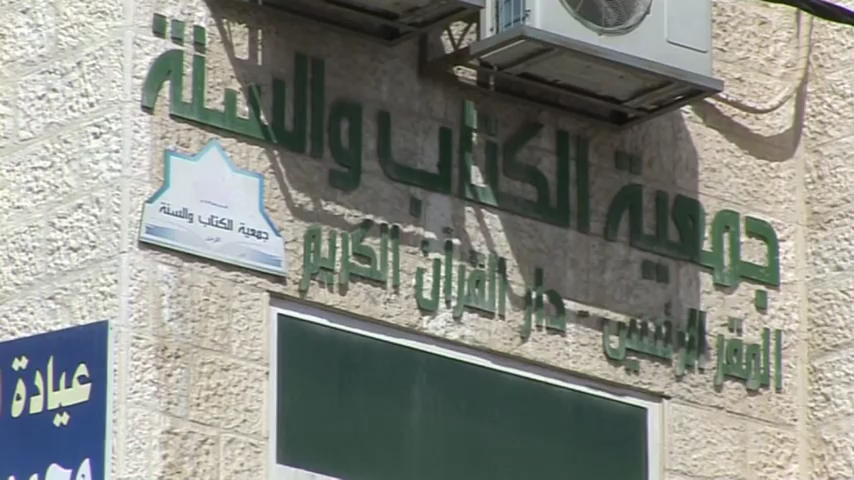 جمعية الكتاب والسنة
المقر الرئيسي - دار القرآن الكريم
جمعية الكتاب والسنة
عيادة